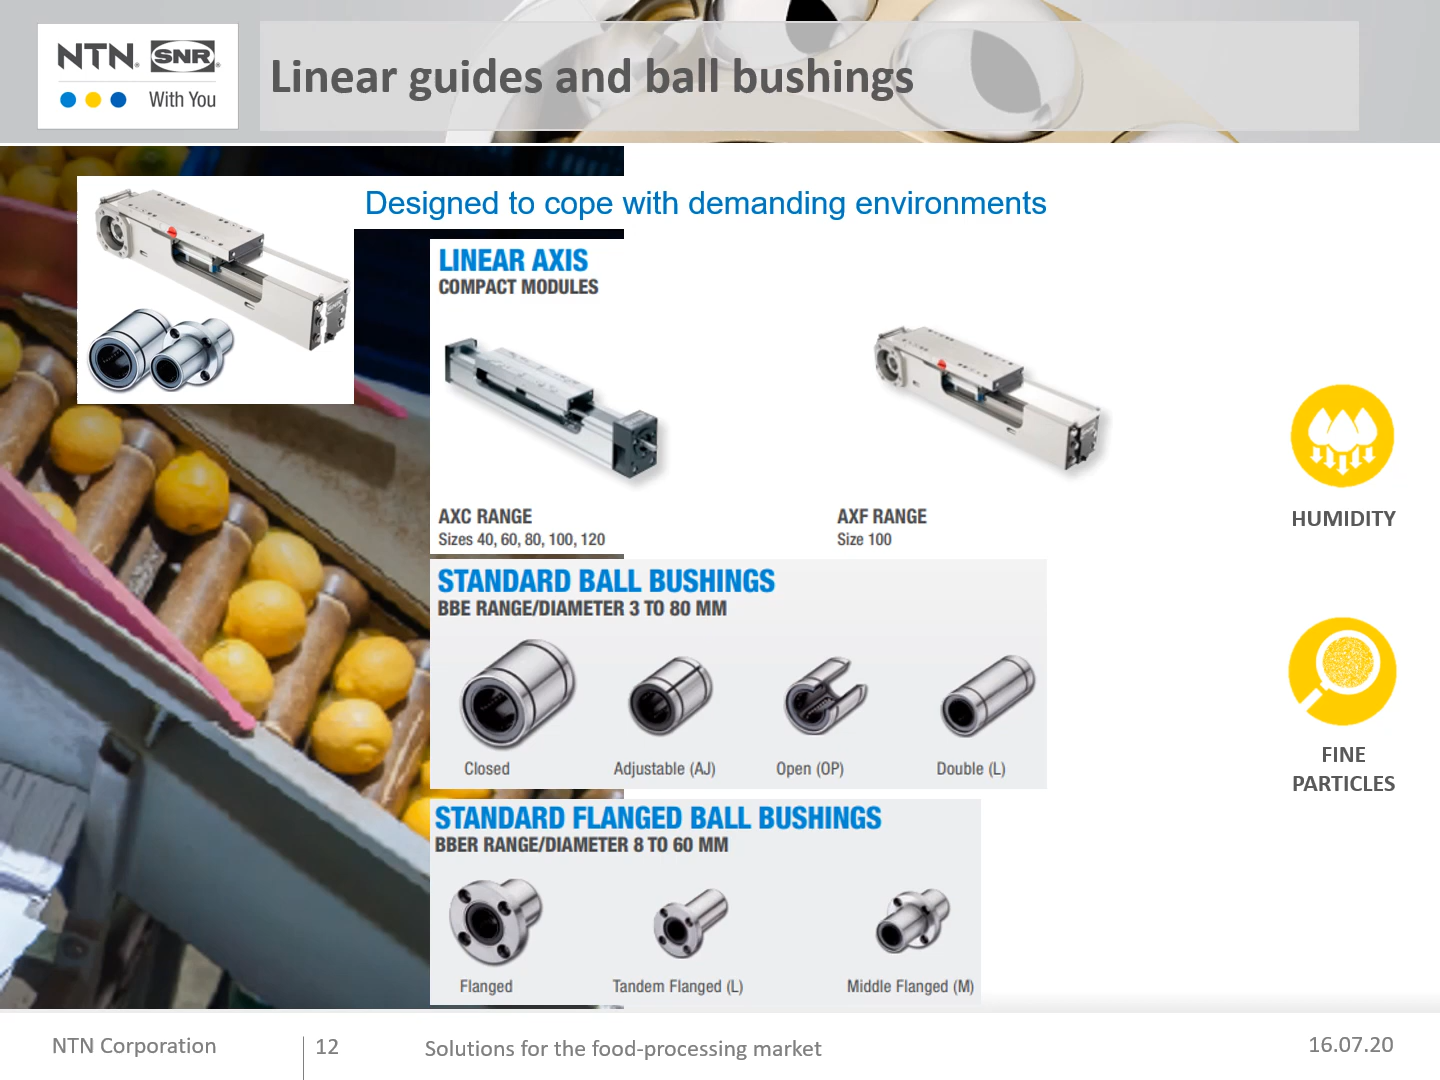 NTN SNR
With You
Linear guides and ball bushings
Designed to cope with demanding environments
LINEAR AXIS
COMPACT MODULES
AXC RANGE
Sizes 40, 60, 80, 100, 120
AXF RANGE
Size 100
HUMIDITY
STANDARD BALL BUSHINGS
BBE RANGE/DIAMETER 3 TO 80 MM
Closed
Adjustable (AJ)
Open (OP)
Double (L)
FINE
PARTICLES
STANDARD FLANGED BALL BUSHINGS
BBER RANGE/DIAMETER 8 TO 60 MM
Flanged
Tandem Flanged (L)
Middle Flanged (M)
NTN Corporation
12
Solutions for the food-processing market
16.07.20